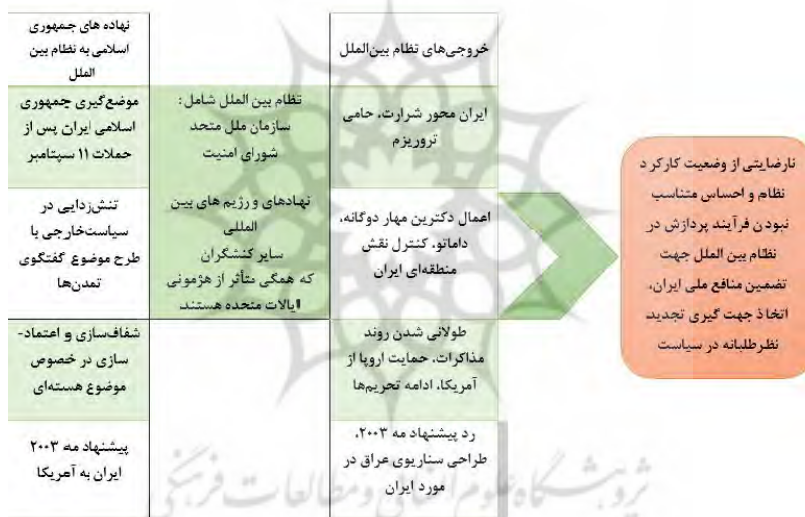 نهاده های جمهوری
اسلامی به نظام بین
الملل
خروجی‌های نظام بین‌الملل
موضع‌گیری جمهوری
اسلامی ایران پس از
حملات ۱۱ سپتامبر
نظام بین الملل شامل:
سازمان ملل متحد
شورای امنیت
نهادهای و رژیم های بین
المللی
سایر کنشگران
که همگی متأثر از هژمونی
ایالات متحده هستند.
ایران محور شرارت، حامی
تروریزم
تنش‌زدایی در
سیاست‌خارجی با
طرح موضوع گفتگوی
تمدن‌ها
اعمال دکترین مهار دوگانه،
داماتو، کنترل نقش
منطقه‌ای ایران
شفاف‌سازی و اعتماد-
سازی در خصوص
موضوع هسته‌ای
طولانی شدن روند
مذاکرات، حمایت اروپا از
آمریکا، ادامه تحریم‌ها
پیشنهاد مه ۲۰۰۳
ایران به آمریکا
رد پیشنهاد مه ۲۰۰۳،
طراحی سناریوی عراق در
مورد ایران
نارضایتی از وضعیت کارکرد
نظام و احساس متناسب
نبودن فرآیند پردازش در
نظام بین الملل جهت
تضمین منافع ملی ایران،
اتخاذ جهت گیری تجدید
نظرطلبانه در سیاست
پژوهشگاه علوم انسانی و مطالعات فرهنگی